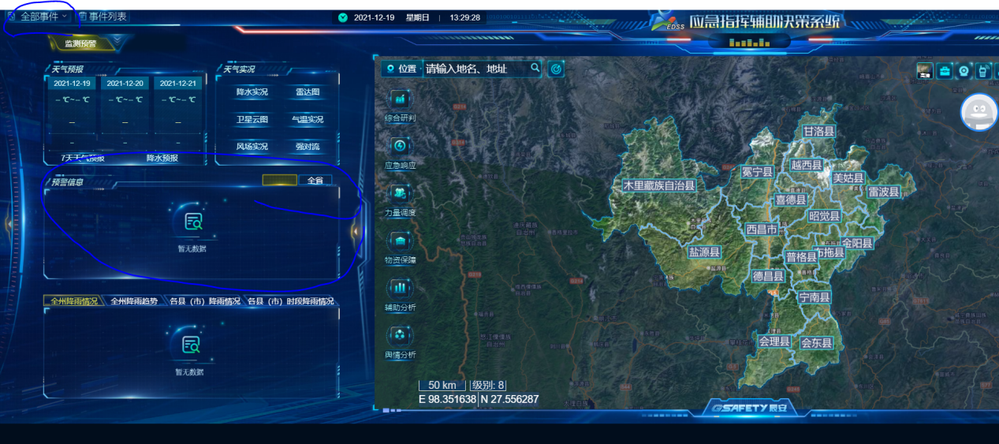 全部事件
事件列表
2021-12-19 星期日 | 13:29:28
EDSS 应急指挥辅助决策系统
监测预警
天气预报
2021-12-19 2021-12-20 2021-12-21
-- ℃~-- ℃ -- ℃~-- ℃ -- ℃~-- ℃
-- -- --
-- -- --
7天天气预报 降水预报
天气实况
降水实况 雷达图
卫星云图 气温实况
风场实况 强对流
预警信息
全省
暂无数据
全州降雨情况 全州降雨趋势 各县（市）降雨情况 各县（市）时段降雨情况
暂无数据
位置 请输入地名、地址
综合研判
应急响应
力量调度
物资保障
辅助分析
舆情分析
甘洛县
越西县
冕宁县
美姑县
木里藏族自治县
雷波县
喜德县
昭觉县
西昌市
金阳县
盐源县
普格县
布拖县
德昌县
宁南县
会理县
会东县
50 km 级别: 8
E 98.351638 N 27.556287
GSAFETY 辰安